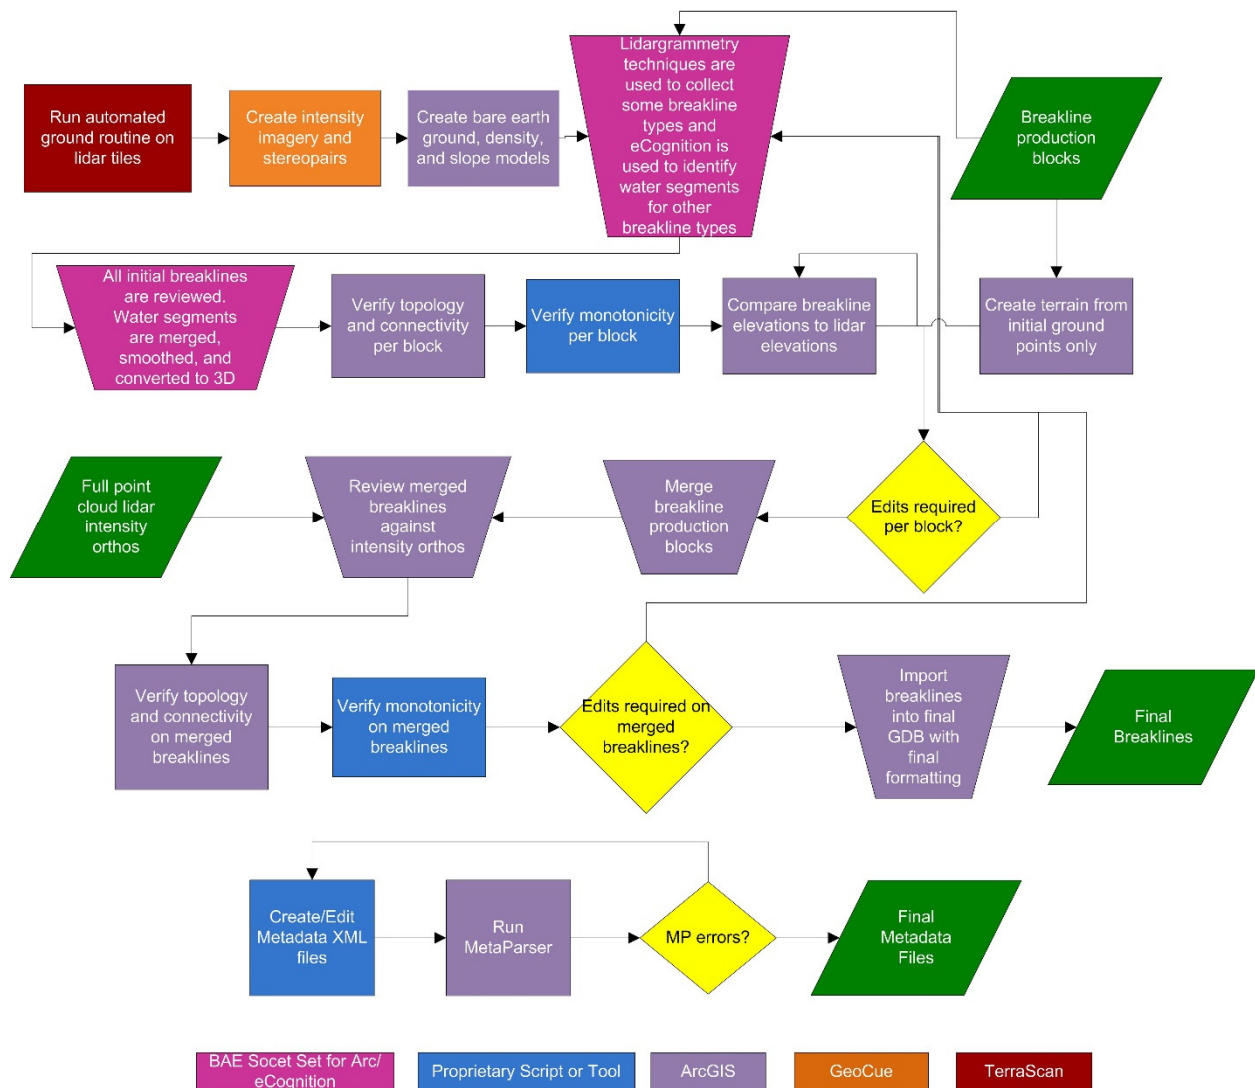 Run automated
ground routine on
lidar tiles
Create intensity
imagery and
stereopairs
Create bare earth
ground, density,
and slope models
Lidargrammetry
techniques are
used to collect
some breakline
types and
eCognition is
used to identify
water segments
for other
breakline types
Breakline
production
blocks
All initial breaklines
are reviewed.
Water segments
are merged,
smoothed, and
converted to 3D
Verify topology
and connectivity
per block
Verify monotonicity
per block
Compare breakline
elevations to lidar
elevations
Create terrain from
initial ground
points only
Full point
cloud lidar
intensity
orthos
Review merged
breaklines
against
intensity orthos
Merge
breakline
production
blocks
Edits required
per block?
Verify topology
and connectivity
on merged
breaklines
Verify monotonicity
on merged
breaklines
Edits required on
merged breaklines?
Import
breaklines
into final
GDB with
final
formatting
Final
Breaklines
Create/Edit
Metadata XML
files
Run
MetaParser
MP errors?
Final
Metadata
Files
BAE Socet Set for Arc/
eCognition
Proprietary Script or Tool
ArcGIS
GeoCue
TerraScan